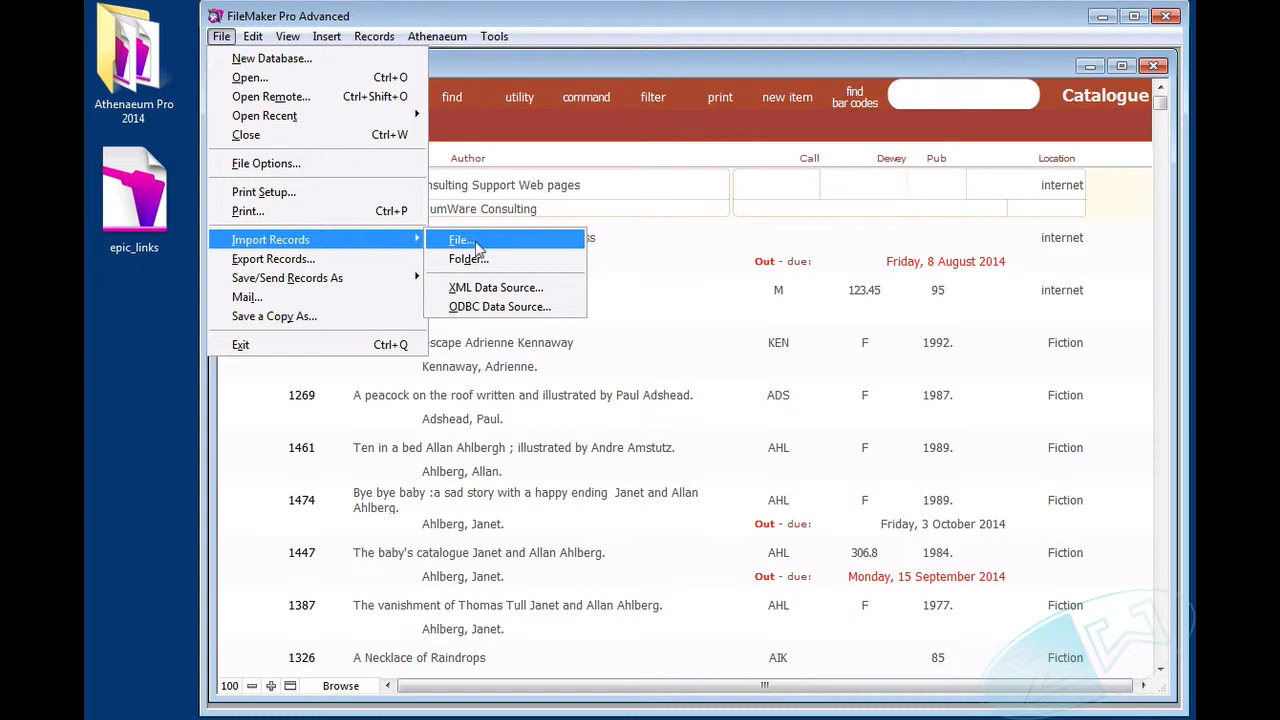 FileMaker Pro Advanced
File Edit View Insert Records Athenaeum Tools
Athenaeum Pro
2014
epic_links
New Database...
Open... Ctrl+O
Open Remote... Ctrl+Shift+O
Open Recent
Close Ctrl+W
File Options...
Print Setup...
Print... Ctrl+P
Import Records
Export Records...
Save/Send Records As
Mail...
Save a Copy As...
Exit Ctrl+Q
File...
Folder...
XML Data Source...
ODBC Data Source...
find utility command filter print new item find
bar codes
Catalogue
Author Call Dewey Pub Location
nsulting Support Web pages internet
umWare Consulting
ss internet
Out - due: Friday, 8 August 2014
M 123.45 95 internet
scape Adrienne Kennaway KEN F 1992. Fiction
Kennaway, Adrienne.
1269 A peacock on the roof written and illustrated by Paul Adshead. ADS F 1987. Fiction
Adshead, Paul.
1461 Ten in a bed Allan Ahlbergh ; illustrated by Andre Amstutz. AHL F 1989. Fiction
Ahlberg, Allan.
1474 Bye bye baby :a sad story with a happy ending Janet and Allan
Ahlberg. AHL F 1989. Fiction
Ahlberg, Janet. Out - due: Friday, 3 October 2014
1447 The baby's catalogue Janet and Allan Ahlberg. AHL 306.8 1984. Fiction
Ahlberg, Janet. Out - due: Monday, 15 September 2014
1387 The vanishment of Thomas Tull Janet and Allan Ahlberg. AHL F 1977. Fiction
Ahlberg, Janet.
1326 A Necklace of Raindrops AIK 85 Fiction
100 Browse